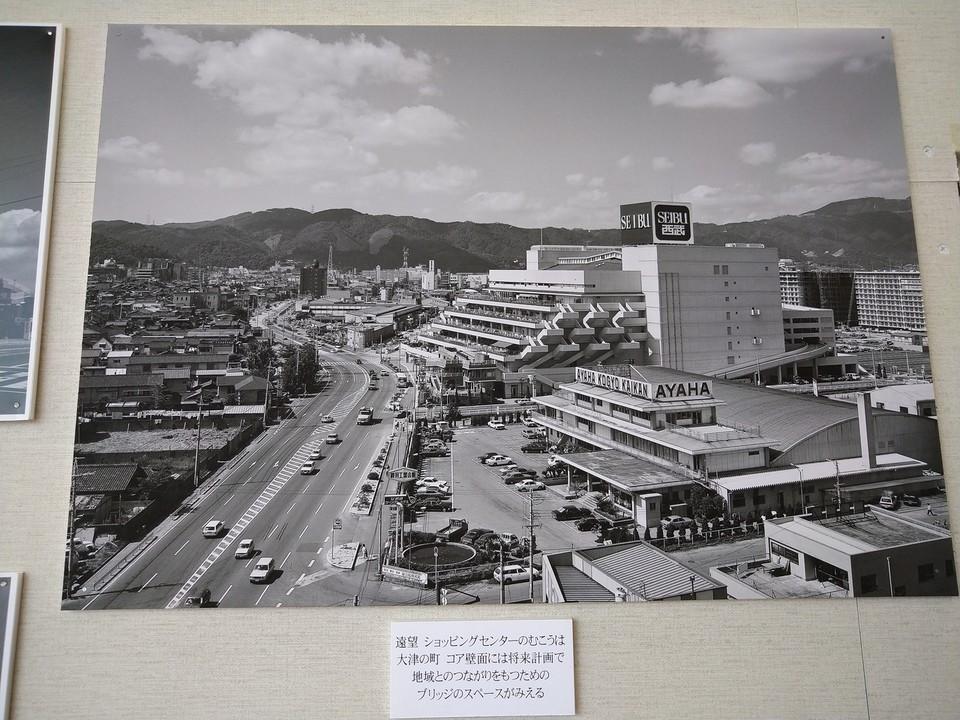 SEIBU
SEIBU
西武
AYAHA KOGYO KAIKAN
AYAHA
遠望 ショッピングセンターのむこうは
大津の町 コア壁面には将来計画で
地域とのつながりをもつための
ブリッジのスペースがみえる